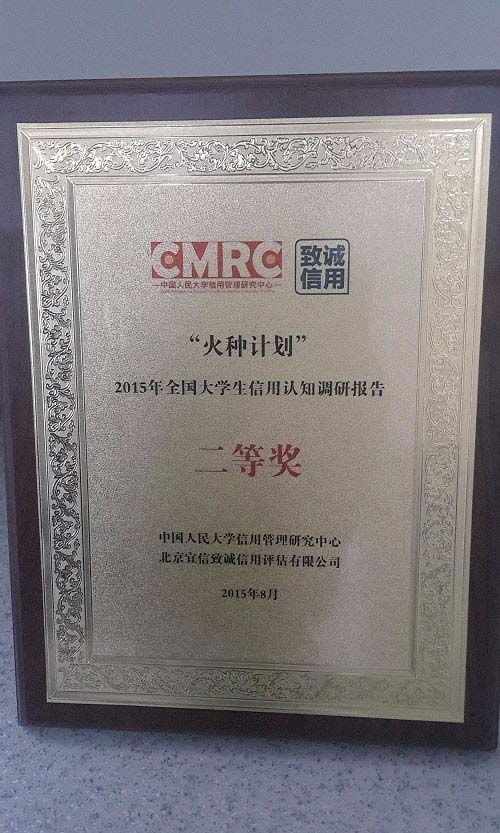 CMRC
中国人民大学信用管理研究中心
致诚
信用
“火种计划”
2015年全国大学生信用认知调研报告
二等奖
中国人民大学信用管理研究中心
北京宜信致诚信用评估有限公司
2015年8月